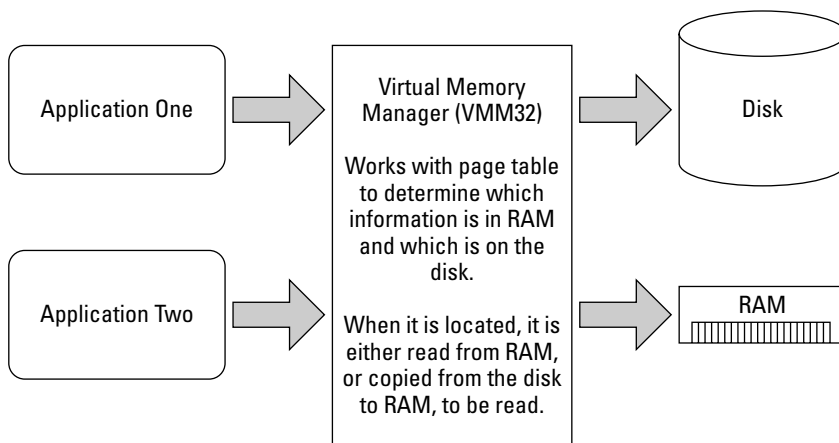 Application One
Virtual Memory
Manager (VMM32)
Works with page table
to determine which
information is in RAM
and which is on the
disk.
When it is located, it is
either read from RAM,
or copied from the disk
to RAM, to be read.
Disk
Application Two
RAM